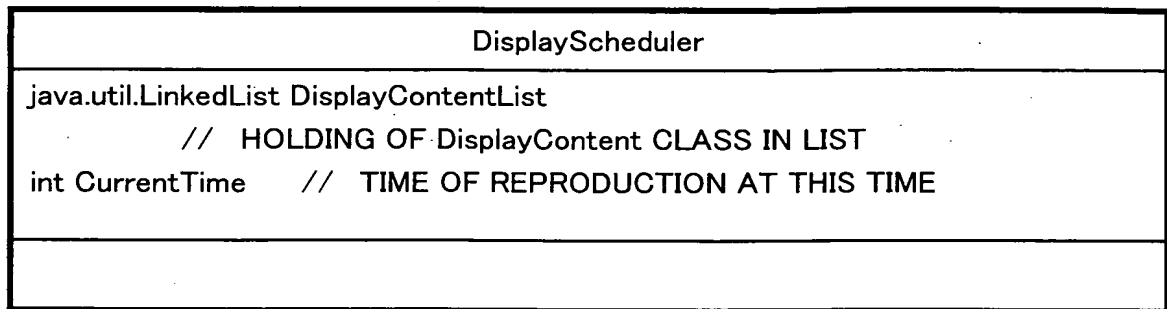 DisplayScheduler
java.util.LinkedList DisplayContentList
// HOLDING OF DisplayContent CLASS IN LIST
int CurrentTime // TIME OF REPRODUCTION AT THIS TIME